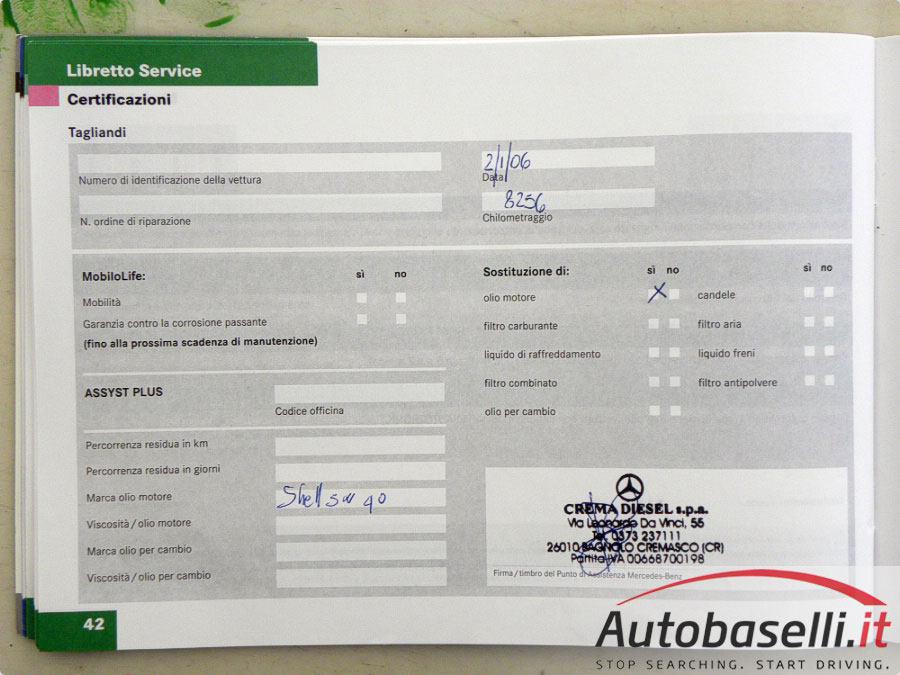 Libretto Service
Certificazioni
Tagliandi
Numero di identificazione della vettura
2/1/06
Data
N. ordine di riparazione
8256
Chilometraggio
MobiloLife: sì no
Mobilità
Garanzia contro la corrosione passante
(fino alla prossima scadenza di manutenzione)
Sostituzione di: sì no sì no
olio motore X candele
filtro carburante filtro aria
liquido di raffreddamento liquido freni
filtro combinato filtro antipolvere
olio per cambio
ASSYST PLUS
Codice officina
Percorrenza residua in km
Percorrenza residua in giorni
Marca olio motore Shell 5w 40
Viscosità / olio motore
Marca olio per cambio
Viscosità / olio per cambio
CREMA DIESEL s.p.a.
Via Leonardo Da Vinci, 55
Tel. 0373 237111
26010 BAGNOLO CREMASCO (CR)
Partita IVA 00668700198
Firma / timbro del Punto di Assistenza Mercedes-Benz
42
Autobaselli.it
STOP SEARCHING. START DRIVING.